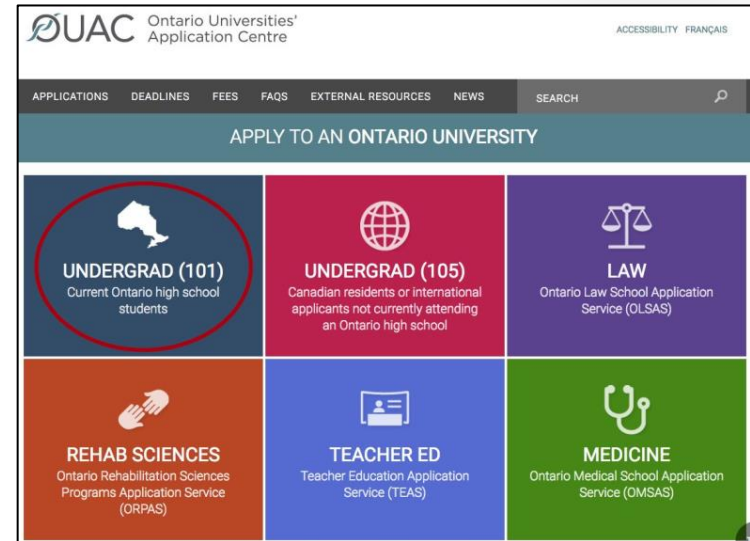 OUAC
Ontario Universities'
Application Centre
ACCESSIBILITY FRANÇAIS
APPLICATIONS DEADLINES FEES FAQS EXTERNAL RESOURCES NEWS SEARCH
APPLY TO AN ONTARIO UNIVERSITY
UNDERGRAD (101)
Current Ontario high school
students
UNDERGRAD (105)
Canadian residents or international
applicants not currently attending
an Ontario high school
LAW
Ontario Law School Application
Service (OLSAS)
REHAB SCIENCES
Ontario Rehabilitation Sciences
Programs Application Service
(ORPAS)
TEACHER ED
Teacher Education Application
Service (TEAS)
MEDICINE
Ontario Medical School Application
Service (OMSAS)